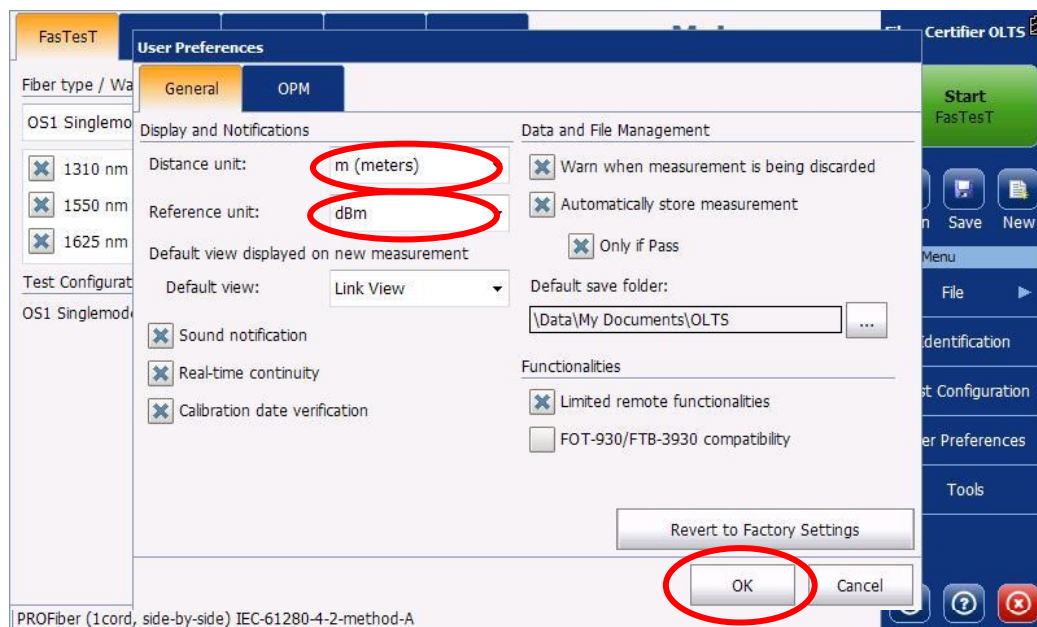 FasTesT
Certifier OLTS
User Preferences
Fiber type / Wa
General
OPM
Start
FasTesT
OS1 Singlemo
Display and Notifications
Data and File Management
1310 nm
Distance unit:
m (meters)
Warn when measurement is being discarded
1550 nm
Reference unit:
dBm
Automatically store measurement
n Save New
1625 nm
Default view displayed on new measurement
Only if Pass
Menu
Test Configurat
Default view:
Link View
Default save folder:
File
OS1 Singlemod
\Data\My Documents\OLTS
...
Sound notification
dentification
Real-time continuity
Functionalities
Calibration date verification
Limited remote functionalities
st Configuration
FOT-930/FTB-3930 compatibility
er Preferences
Tools
Revert to Factory Settings
OK
Cancel
?
PROFiber (1cord, side-by-side) IEC-61280-4-2-method-A